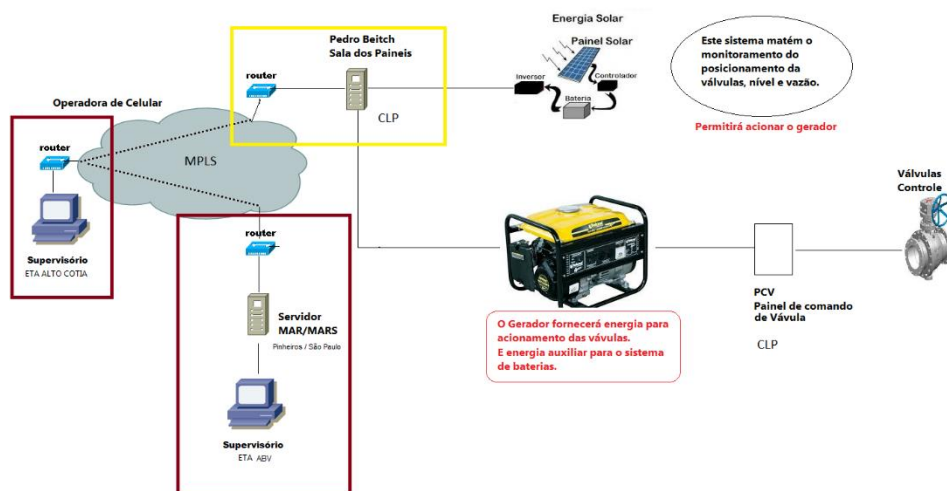 Pedro Beitch
Sala dos Paineis
router
CLP
Operadora de Celular
MPLS
router
Supervisório
ETA ALTO COTIA
router
Servidor
MAR/MARS
Pinheiros / São Paulo
Supervisório
ETA ABV
Energia Solar
Painel Solar
Inversor
Controlador
Bateria
Este sistema matém o
monitoramento do
posicionamento da
válvulas, nível e vazão.
Permitirá acionar o gerador
O Gerador fornecerá energia para
acionamento das vávulas.
E energia auxiliar para o sistema
de baterias.
PCV
Painel de comando
de Vávula
CLP
Válvulas
Controle